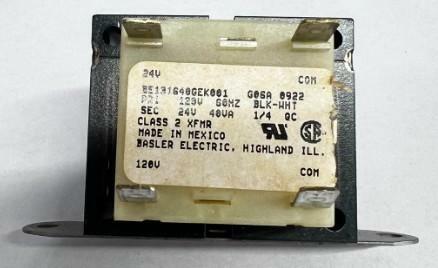 24V COM
BE131640GEK001 G06A 0922
PRI 120V 60HZ BLK-WHT
SEC 24V 40VA 1/4 QC
CLASS 2 XFMR
MADE IN MEXICO
BASLER ELECTRIC, HIGHLAND ILL.
120V COM